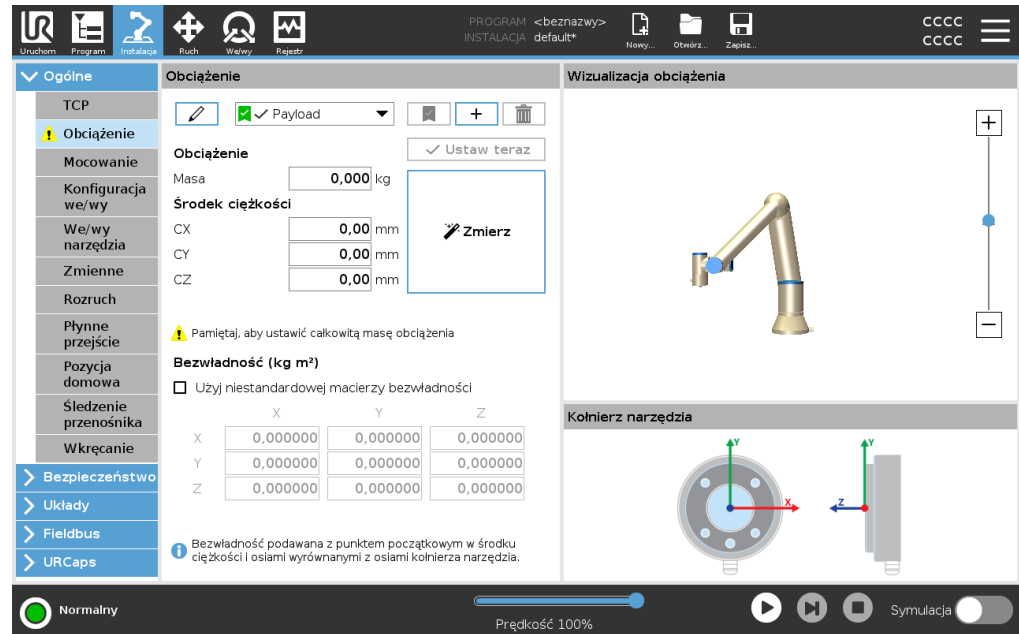 Uruchom
Program
Instalacja
Ruch
We/wy
Rejestr
PROGRAM <beznazwy>
INSTALACJA default*
Nowy...
Otwórz...
Zapisz...
cccc
cccc
Ogólne
TCP
Obciążenie
Mocowanie
Konfiguracja
we/wy
We/wy
narzędzia
Zmienne
Rozruch
Płynne
przejście
Pozycja
domowa
Śledzenie
przenośnika
Wkręcanie
Bezpieczeństwo
Układy
Fieldbus
URCaps
Obciążenie
Payload
Ustaw teraz
Obciążenie
Masa 0,000 kg
Środek ciężkości
CX 0,00 mm
CY 0,00 mm
CZ 0,00 mm
Zmierz
Pamiętaj, aby ustawić całkowitą masę obciążenia
Bezwładność (kg m²)
Użyj niestandardowej macierzy bezwładności
X Y Z
X 0,000000 0,000000 0,000000
Y 0,000000 0,000000 0,000000
Z 0,000000 0,000000 0,000000
Bezwładność podawana z punktem początkowym w środku
ciężkości i osiami wyrównanymi z osiami kołnierza narzędzia.
Wizualizacja obciążenia
Kołnierz narzędzia
Y
X
Y
Z
Normalny
Prędkość 100%
Symulacja